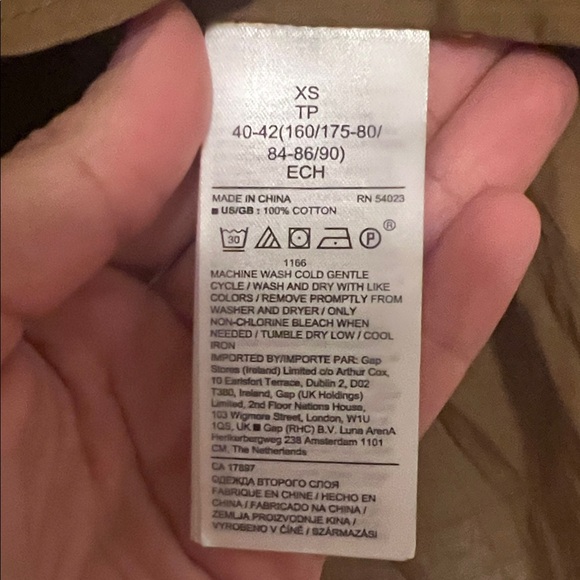 XS
TP
40-42(160/175-80/
84-86/90)
ECH
MADE IN CHINA RN 54023
■ US/GB : 100% COTTON
30 P ®
1166
MACHINE WASH COLD GENTLE
CYCLE / WASH AND DRY WITH LIKE
COLORS / REMOVE PROMPTLY FROM
WASHER AND DRYER / ONLY
NON-CHLORINE BLEACH WHEN
NEEDED / TUMBLE DRY LOW / COOL
IRON
IMPORTED BY/IMPORTE PAR: Gap
Stores (Ireland) Limited c/o Arthur Cox,
10 Earlsfort Terrace, Dublin 2, D02
T380, Ireland, Gap (UK Holdings)
Limited, 2nd Floor Nations House,
103 Wigmore Street, London, W1U
1QS, UK ■ Gap (RHC) B.V. Luna ArenA
Herikerbergweg 238 Amsterdam 1101
CM, The Netherlands
CA 17897
ОДЕЖДА ВТОРОГО СЛОЯ
FABRIQUE EN CHINE / HECHO EN
CHINA / FABRICADO NA CHINA /
ZEMLJA PROIZVODNJE KINA /
VYROBENO V ČÍNĚ / SZÁRMAZÁSI